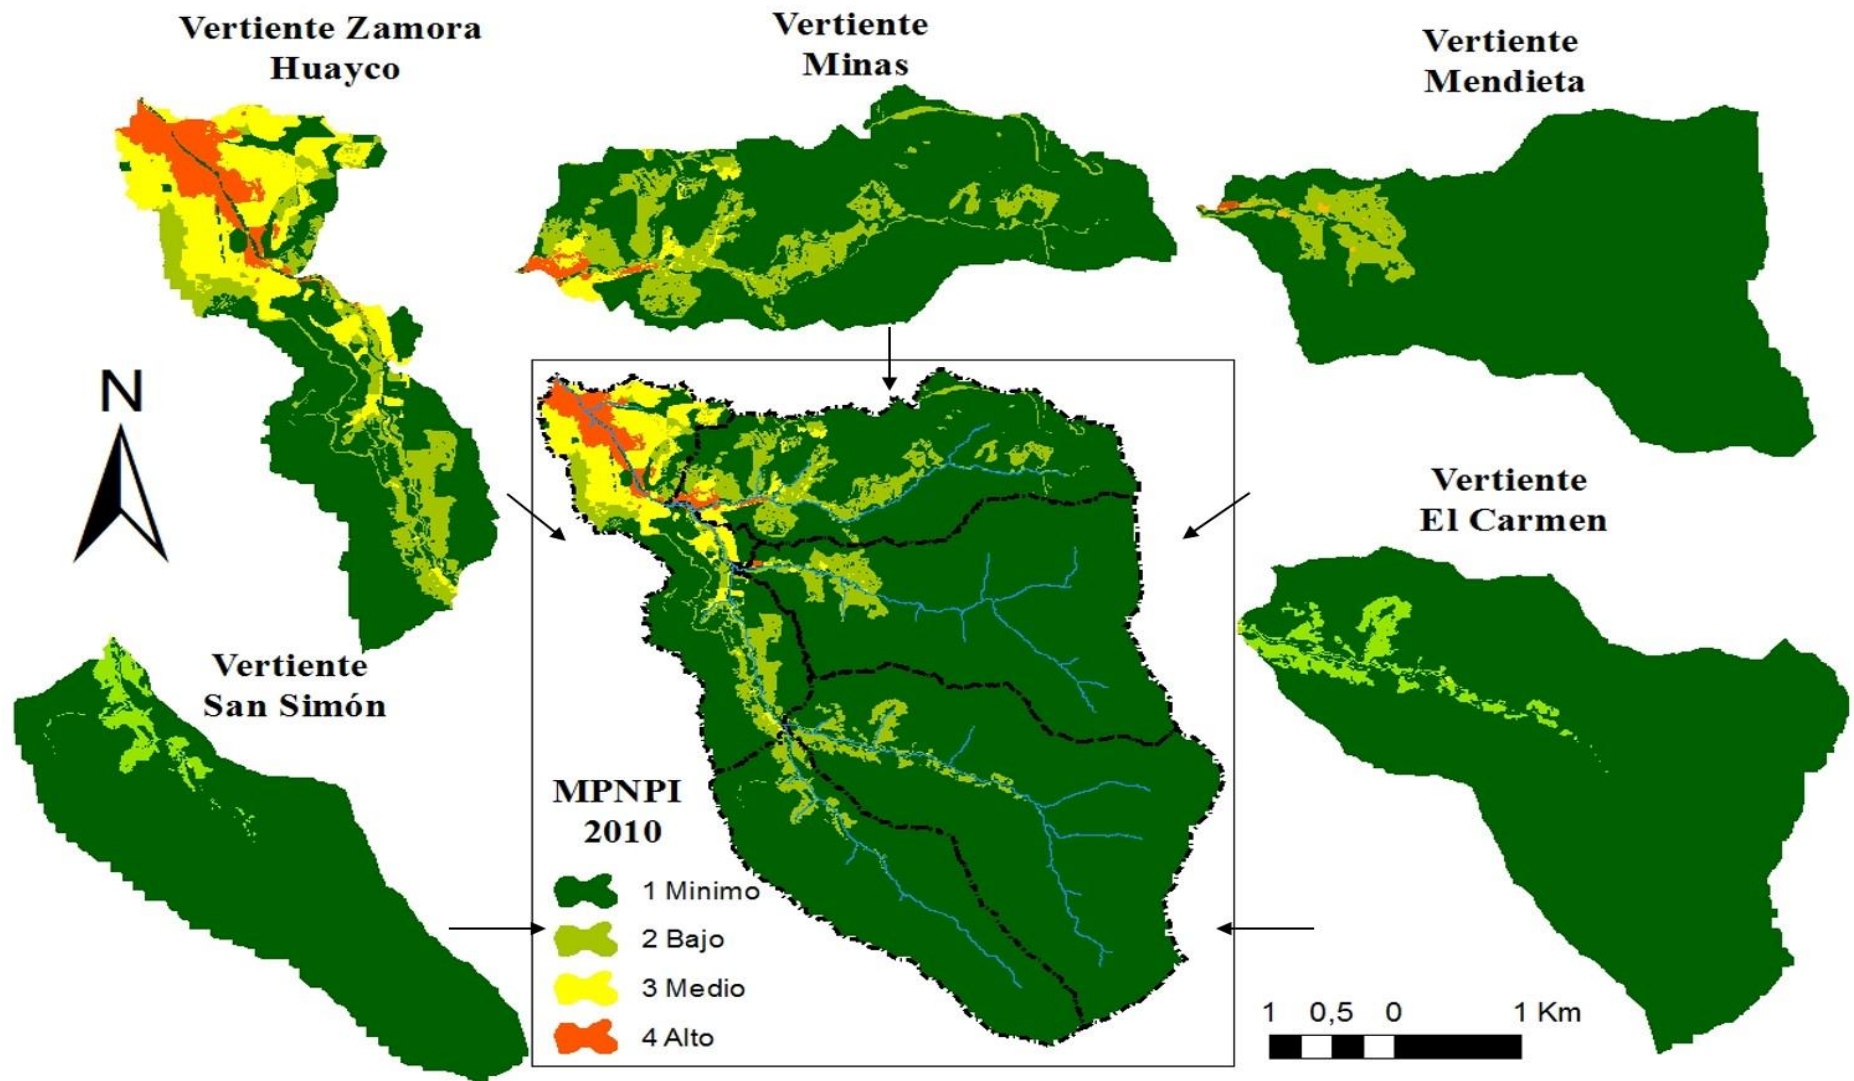 Vertiente Zamora
Huayco
Vertiente
Minas
Vertiente
Mendieta
N
Vertiente
San Simón
Vertiente
El Carmen
MPNPI
2010
1 Minimo
2 Bajo
3 Medio
4 Alto
1 0,5 0 1 Km